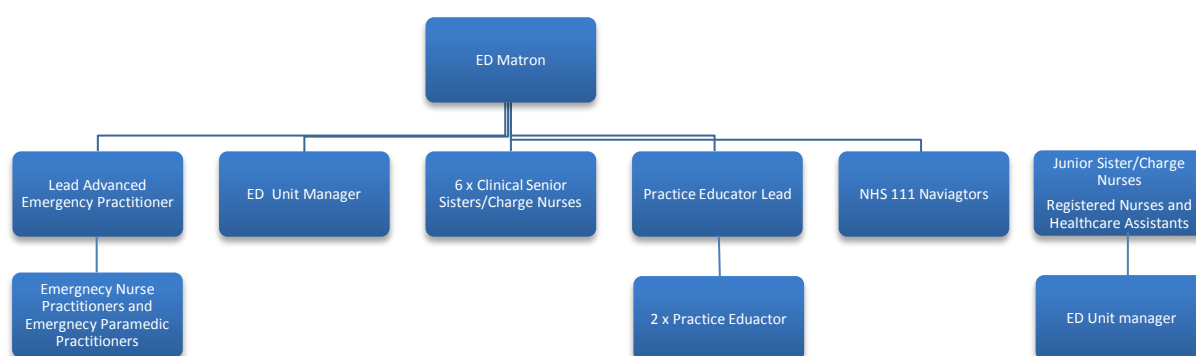 ED Matron
Lead Advanced
Emergency Practitioner
ED Unit Manager
6 x Clinical Senior
Sisters/Charge Nurses
Practice Educator Lead
NHS 111 Naviagtors
Junior Sister/Charge
Nurses
Registered Nurses and
Healthcare Assistants
Emergnecy Nurse
Practitioners and
Emergnecy Paramedic
Practitioners
2 x Practice Eduactor
ED Unit manager